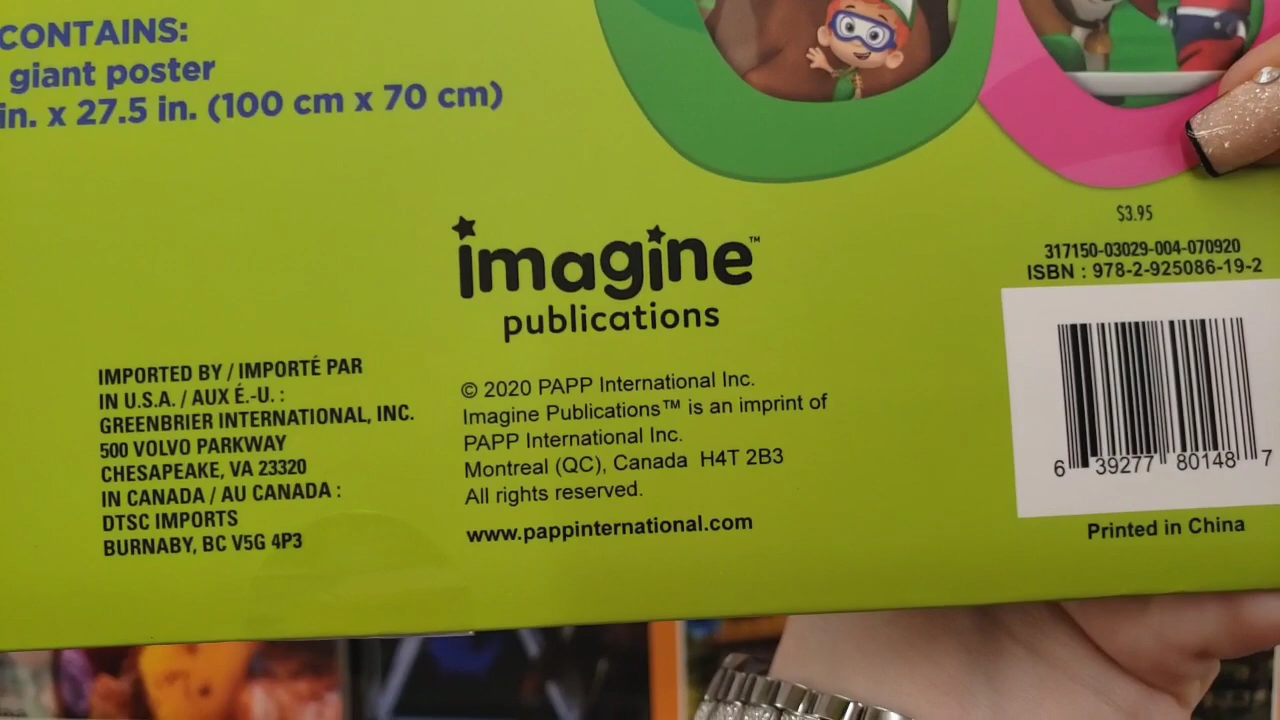 CONTAINS:
giant poster
in. x 27.5 in. (100 cm x 70 cm)
imagine™
publications
IMPORTED BY / IMPORTÉ PAR
IN U.S.A. / AUX É.-U. :
GREENBRIER INTERNATIONAL, INC.
500 VOLVO PARKWAY
CHESAPEAKE, VA 23320
IN CANADA / AU CANADA :
DTSC IMPORTS
BURNABY, BC V5G 4P3
© 2020 PAPP International Inc.
Imagine Publications™ is an imprint of
PAPP International Inc.
Montreal (QC), Canada H4T 2B3
All rights reserved.
www.pappinternational.com
$3.95
317150-03029-004-070920
ISBN : 978-2-925086-19-2
6 39277 80148 7
Printed in China